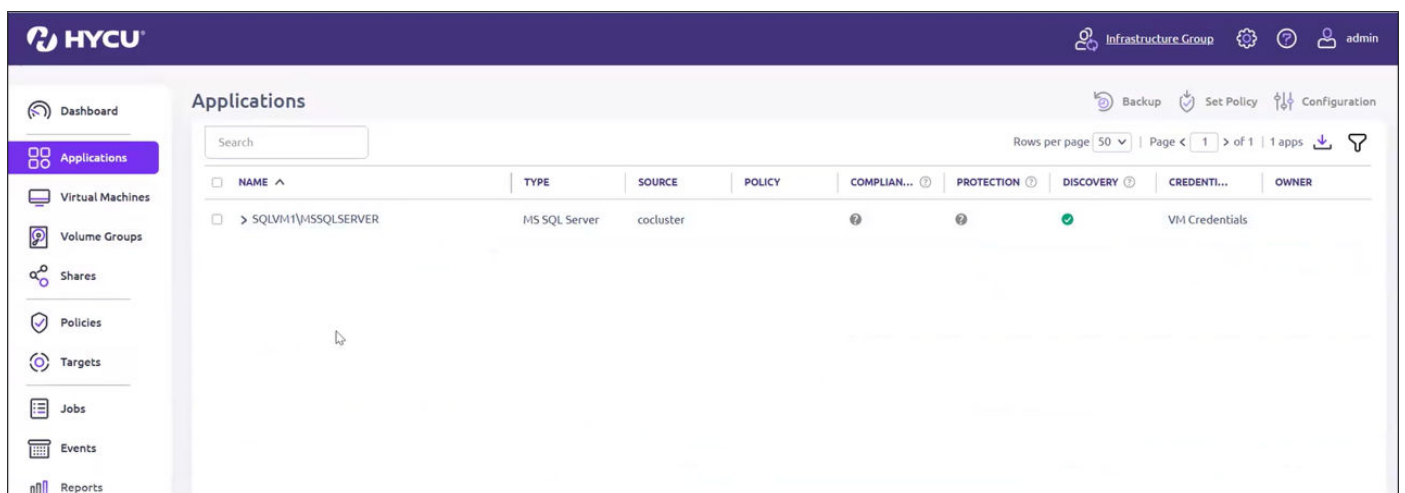 HYCU®
Infrastructure Group
admin
Dashboard
Applications
Virtual Machines
Volume Groups
Shares
Policies
Targets
Jobs
Events
Reports
Applications
Backup Set Policy Configuration
Search
Rows per page 50 | Page < 1 > of 1 | 1 apps
NAME TYPE SOURCE POLICY COMPLIAN... ? PROTECTION ? DISCOVERY ? CREDENTI... OWNER
> SQLVM1\MSSQLSERVER MS SQL Server cocluster ? ? VM Credentials